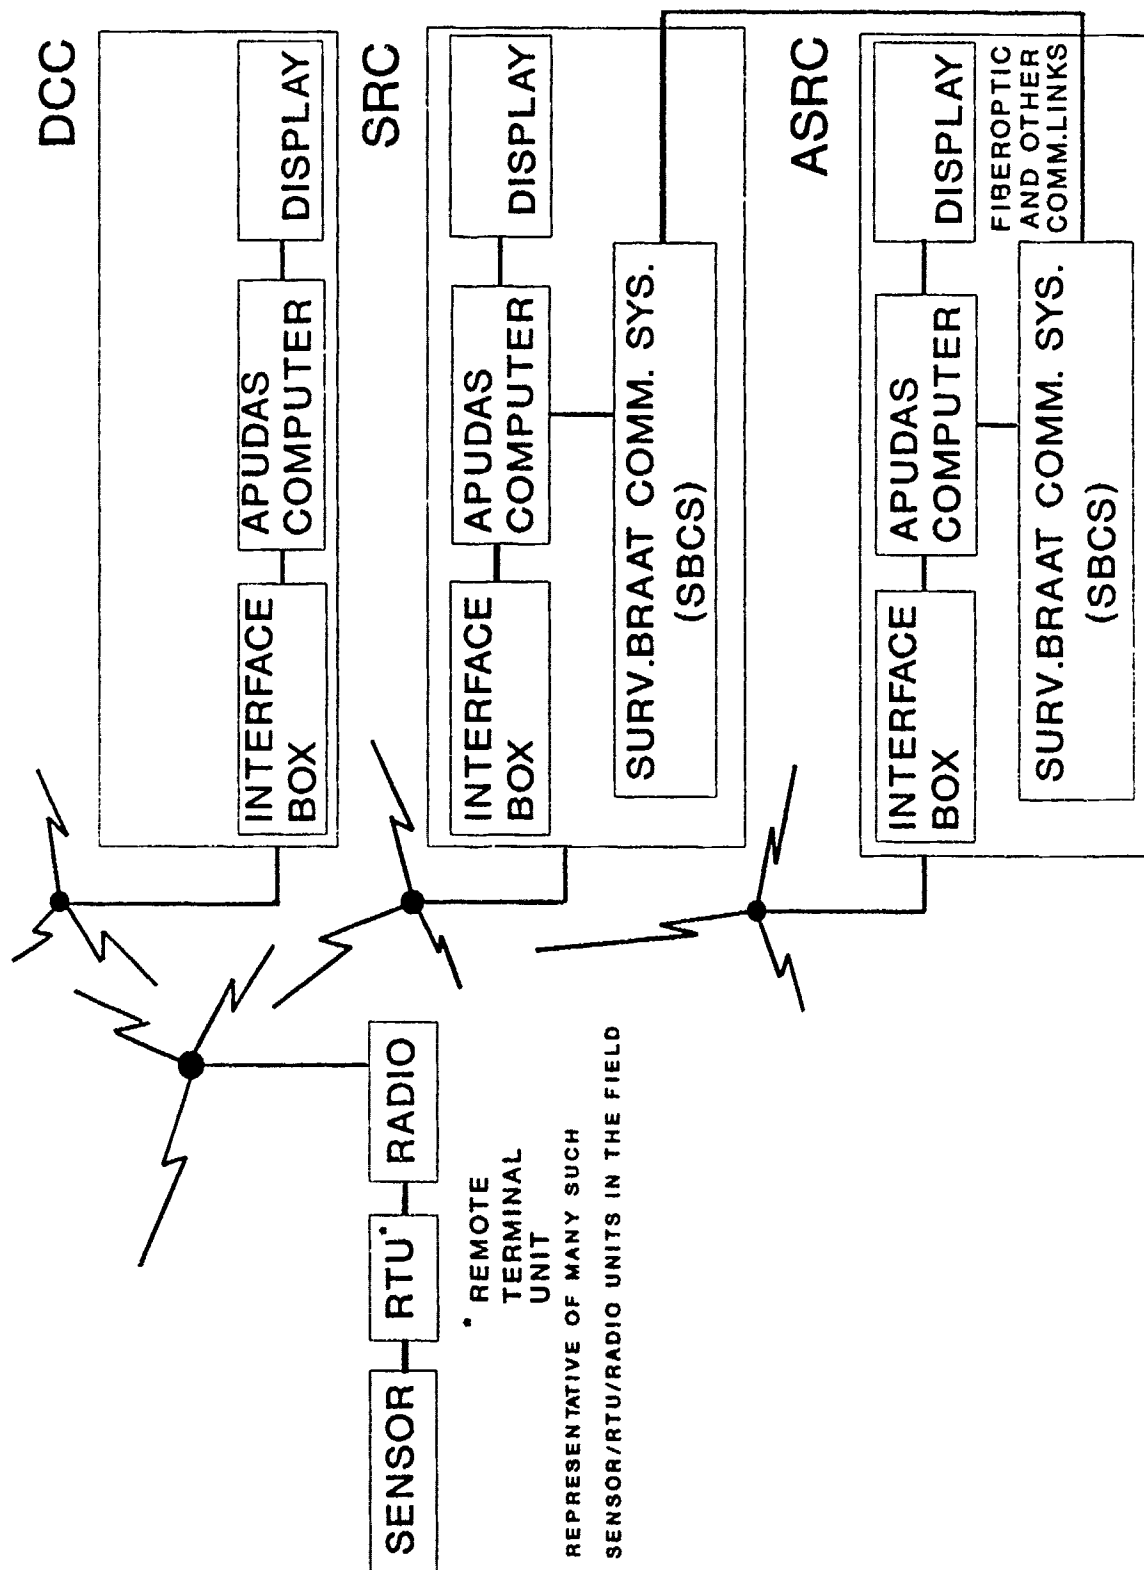 DCC
INTERFACE
BOX
APUDAS
COMPUTER
DISPLAY
SRC
INTERFACE
BOX
APUDAS
COMPUTER
DISPLAY
SURV.BRAAT COMM. SYS.
(SBCS)
ASRC
INTERFACE
BOX
APUDAS
COMPUTER
DISPLAY
FIBEROPTIC
AND OTHER
COMM.LINKS
SURV.BRAAT COMM. SYS.
(SBCS)
SENSOR
RTU*
RADIO
* REMOTE
TERMINAL
UNIT
REPRESENTATIVE OF MANY SUCH
SENSOR/RTU/RADIO UNITS IN THE FIELD